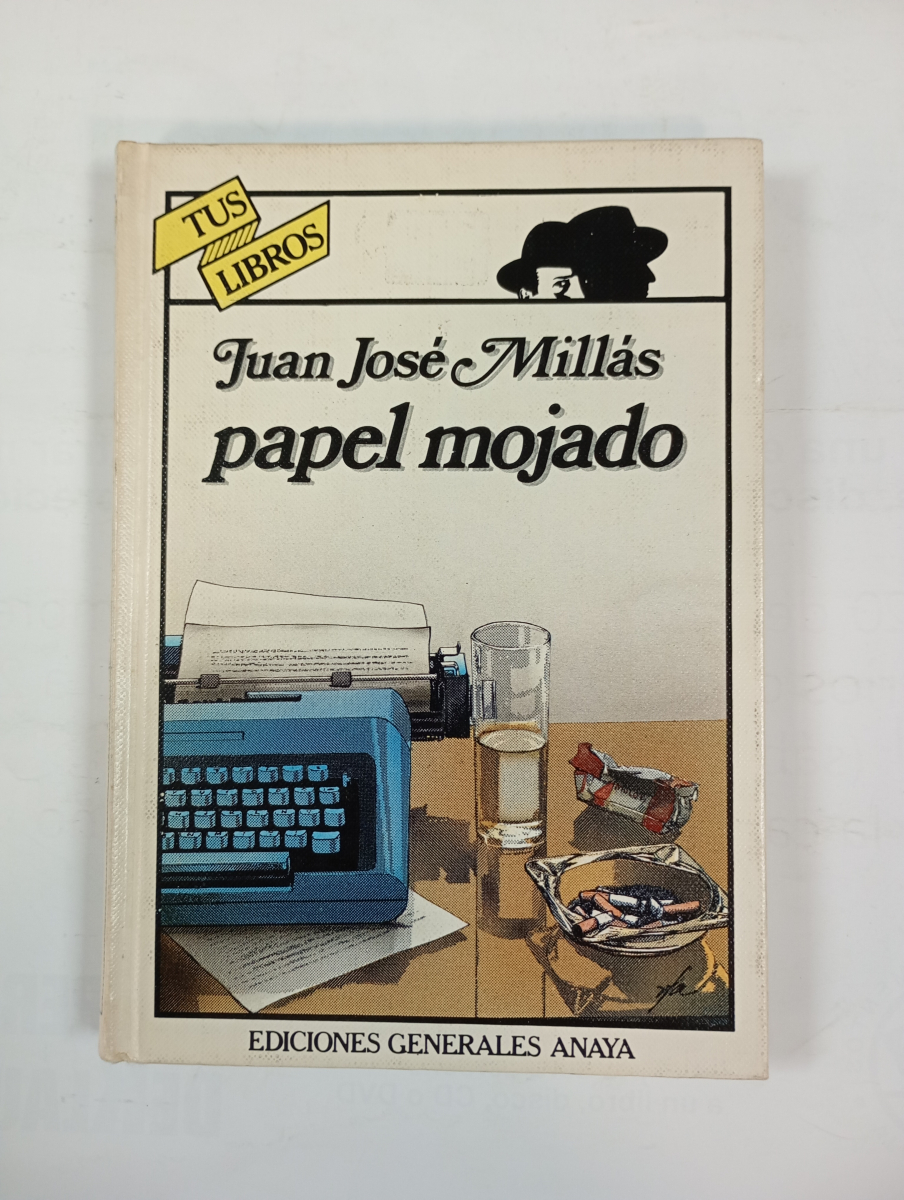 TUS
LIBROS
Juan José Millás
papel mojado
EDICIONES GENERALES ANAYA